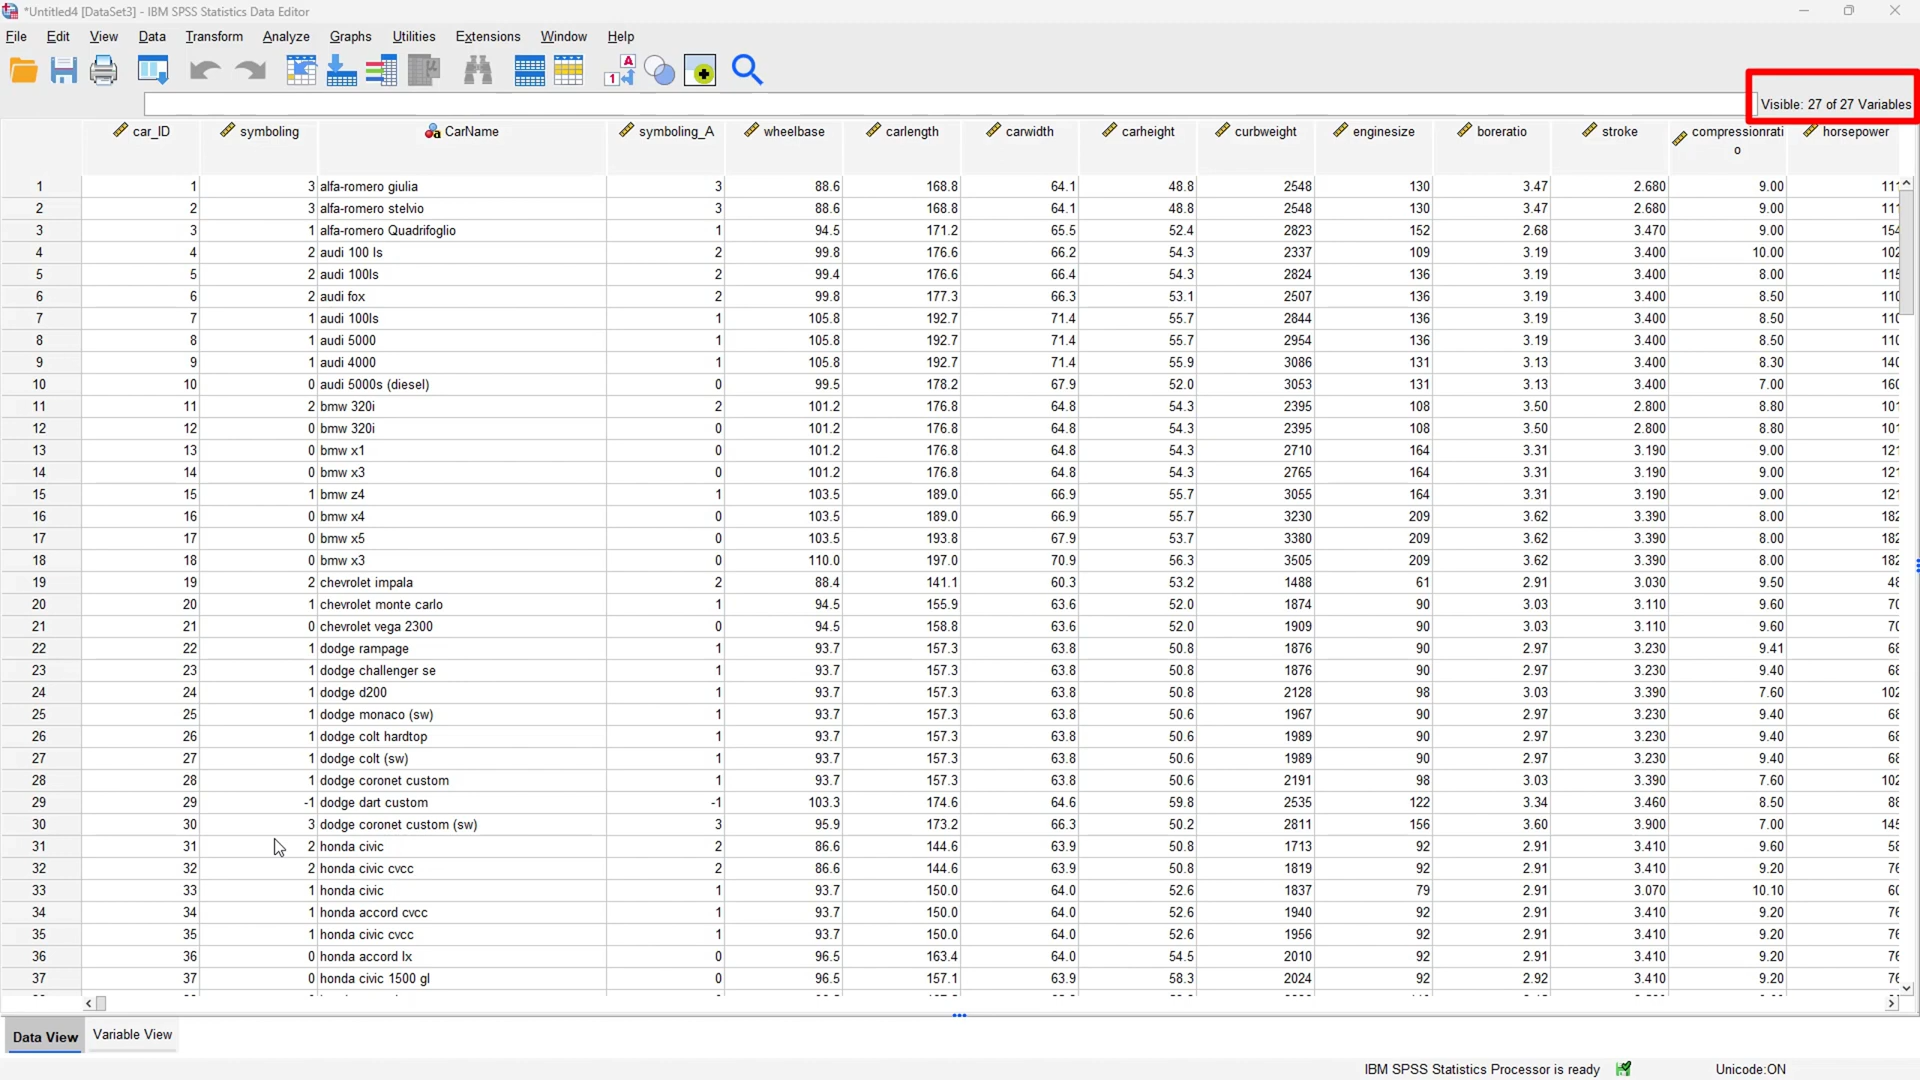 *Untitled4 [DataSet3] - IBM SPSS Statistics Data Editor
File Edit View Data Transform Analyze Graphs Utilities Extensions Window Help
Visible: 27 of 27 Variables
car_ID symboling CarName symboling_A wheelbase carlength carwidth carheight curbweight enginesize boreratio stroke compressionrati horsepower
o
1 1 3 alfa-romero giulia 3 88.6 168.8 64.1 48.8 2548 130 3.47 2.680 9.00 111
2 2 3 alfa-romero stelvio 3 88.6 168.8 64.1 48.8 2548 130 3.47 2.680 9.00 111
3 3 1 alfa-romero Quadrifoglio 1 94.5 171.2 65.5 52.4 2823 152 2.68 3.470 9.00 154
4 4 2 audi 100 ls 2 99.8 176.6 66.2 54.3 2337 109 3.19 3.400 10.00 102
5 5 2 audi 100ls 2 99.4 176.6 66.4 54.3 2824 136 3.19 3.400 8.00 115
6 6 2 audi fox 2 99.8 177.3 66.3 53.1 2507 136 3.19 3.400 8.50 110
7 7 1 audi 100ls 1 105.8 192.7 71.4 55.7 2844 136 3.19 3.400 8.50 110
8 8 1 audi 5000 1 105.8 192.7 71.4 55.7 2954 136 3.19 3.400 8.50 110
9 9 1 audi 4000 1 105.8 192.7 71.4 55.9 3086 131 3.13 3.400 8.30 140
10 10 0 audi 5000s (diesel) 0 99.5 178.2 67.9 52.0 3053 131 3.13 3.400 7.00 160
11 11 2 bmw 320i 2 101.2 176.8 64.8 54.3 2395 108 3.50 2.800 8.80 101
12 12 0 bmw 320i 0 101.2 176.8 64.8 54.3 2395 108 3.50 2.800 8.80 101
13 13 0 bmw x1 0 101.2 176.8 64.8 54.3 2710 164 3.31 3.190 9.00 121
14 14 0 bmw x3 0 101.2 176.8 64.8 54.3 2765 164 3.31 3.190 9.00 121
15 15 1 bmw z4 1 103.5 189.0 66.9 55.7 3055 164 3.31 3.190 9.00 121
16 16 0 bmw x4 0 103.5 189.0 66.9 55.7 3230 209 3.62 3.390 8.00 182
17 17 0 bmw x5 0 103.5 193.8 67.9 53.7 3380 209 3.62 3.390 8.00 182
18 18 0 bmw x3 0 110.0 197.0 70.9 56.3 3505 209 3.62 3.390 8.00 182
19 19 2 chevrolet impala 2 88.4 141.1 60.3 53.2 1488 61 2.91 3.030 9.50 48
20 20 1 chevrolet monte carlo 1 94.5 155.9 63.6 52.0 1874 90 3.03 3.110 9.60 70
21 21 0 chevrolet vega 2300 0 94.5 158.8 63.6 52.0 1909 90 3.03 3.110 9.60 70
22 22 1 dodge rampage 1 93.7 157.3 63.8 50.8 1876 90 2.97 3.230 9.41 68
23 23 1 dodge challenger se 1 93.7 157.3 63.8 50.8 1876 90 2.97 3.230 9.40 68
24 24 1 dodge d200 1 93.7 157.3 63.8 50.8 2128 98 3.03 3.390 7.60 102
25 25 1 dodge monaco (sw) 1 93.7 157.3 63.8 50.6 1967 90 2.97 3.230 9.40 68
26 26 1 dodge colt hardtop 1 93.7 157.3 63.8 50.6 1989 90 2.97 3.230 9.40 68
27 27 1 dodge colt (sw) 1 93.7 157.3 63.8 50.6 1989 90 2.97 3.230 9.40 68
28 28 1 dodge coronet custom 1 93.7 157.3 63.8 50.6 2191 98 3.03 3.390 7.60 102
29 29 -1 dodge dart custom -1 103.3 174.6 64.6 59.8 2535 122 3.34 3.460 8.50 88
30 30 3 dodge coronet custom (sw) 3 95.9 173.2 66.3 50.2 2811 156 3.60 3.900 7.00 145
31 31 2 honda civic 2 86.6 144.6 63.9 50.8 1713 92 2.91 3.410 9.60 58
32 32 2 honda civic cvcc 2 86.6 144.6 63.9 50.8 1819 92 2.91 3.410 9.20 76
33 33 1 honda civic 1 93.7 150.0 64.0 52.6 1837 79 2.91 3.070 10.10 60
34 34 1 honda accord cvcc 1 93.7 150.0 64.0 52.6 1940 92 2.91 3.410 9.20 76
35 35 1 honda civic cvcc 1 93.7 150.0 64.0 52.6 1956 92 2.91 3.410 9.20 76
36 36 0 honda accord lx 0 96.5 163.4 64.0 54.5 2010 92 2.91 3.410 9.20 76
37 37 0 honda civic 1500 gl 0 96.5 157.1 63.9 58.3 2024 92 2.92 3.410 9.20 76
Data View Variable View
IBM SPSS Statistics Processor is ready Unicode:ON